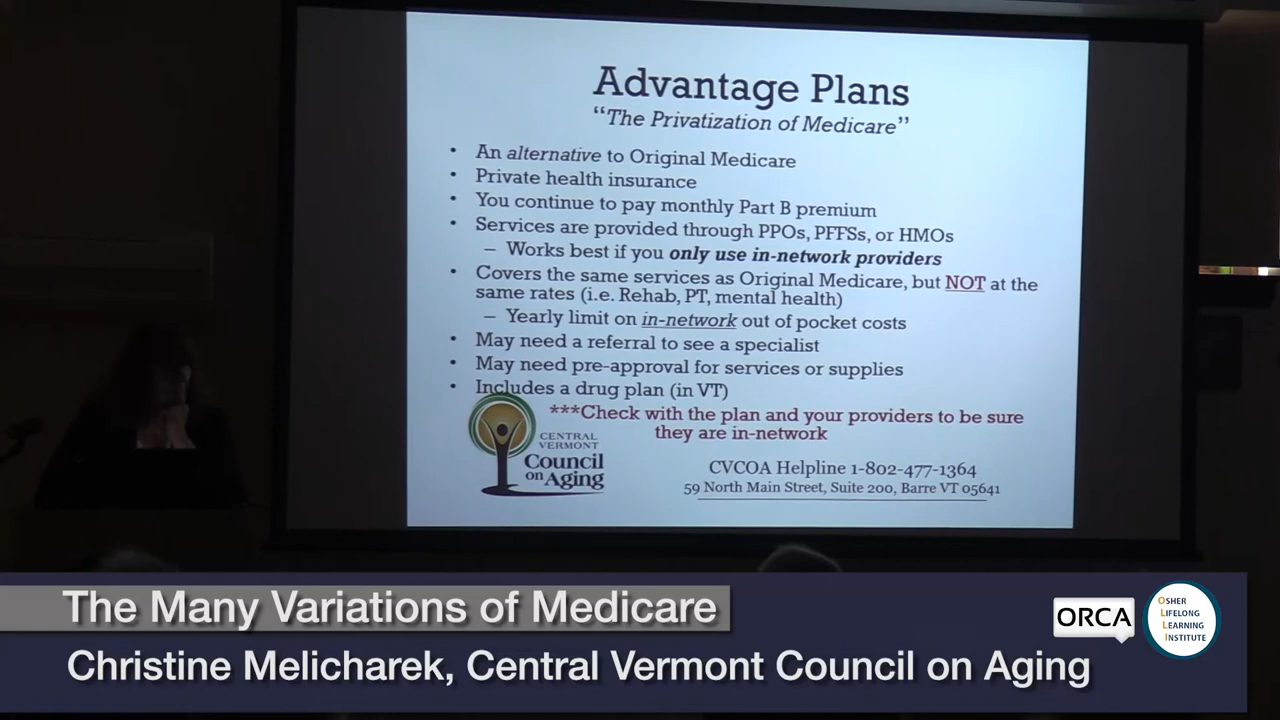 Advantage Plans
“The Privatization of Medicare”
• An alternative to Original Medicare
• Private health insurance
• You continue to pay monthly Part B premium
• Services are provided through PPOs, PFFSs, or HMOs
– Works best if you only use in-network providers
• Covers the same services as Original Medicare, but NOT at the
same rates (i.e. Rehab, PT, mental health)
– Yearly limit on in-network out of pocket costs
• May need a referral to see a specialist
• May need pre-approval for services or supplies
• Includes a drug plan (in VT)
***Check with the plan and your providers to be sure
they are in-network
CENTRAL
VERMONT
Council
on Aging
CVCOA Helpline 1-802-477-1364
59 North Main Street, Suite 200, Barre VT 05641
The Many Variations of Medicare
Christine Melicharek, Central Vermont Council on Aging
ORCA
OSHER
LIFELONG
LEARNING
INSTITUTE